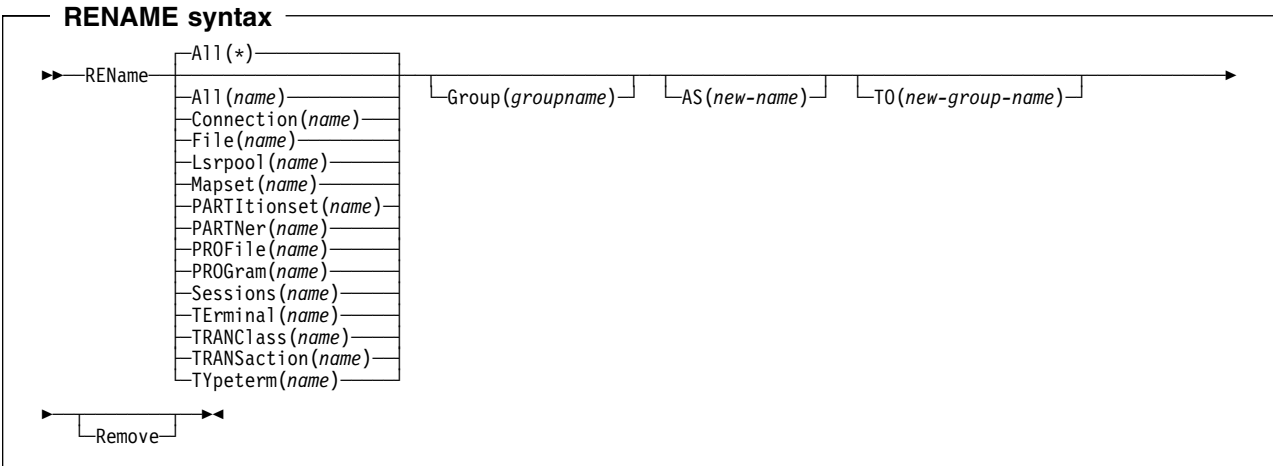 RENAME syntax
All(*)
REName
All(name) Group(groupname) AS(new-name) TO(new-group-name)
Connection(name)
File(name)
Lsrpool(name)
Mapset(name)
PARTItionset(name)
PARTNer(name)
PROFile(name)
PROGram(name)
Sessions(name)
TErminal(name)
TRANClass(name)
TRANSaction(name)
TYpeterm(name)
Remove